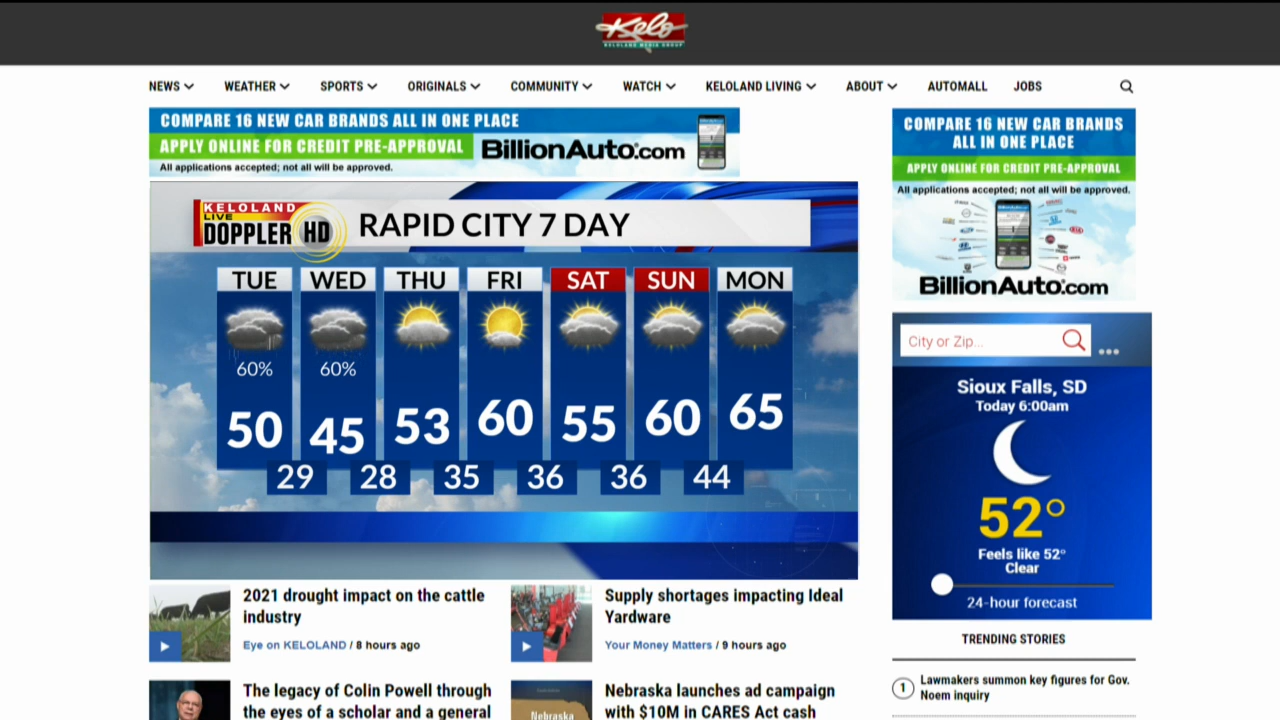 Kelo
KELOLAND MEDIA GROUP
NEWS WEATHER SPORTS ORIGINALS COMMUNITY WATCH KELOLAND LIVING ABOUT AUTOMALL JOBS
COMPARE 16 NEW CAR BRANDS ALL IN ONE PLACE
APPLY ONLINE FOR CREDIT PRE-APPROVAL
BillionAuto.com
All applications accepted; not all will be approved.
KELOLAND
LIVE
DOPPLER HD
RAPID CITY 7 DAY
TUE WED THU FRI SAT SUN MON
60% 60%
50 45 53 60 55 60 65
29 28 35 36 36 44
2021 drought impact on the cattle
industry
Eye on KELOLAND / 8 hours ago
Supply shortages impacting Ideal
Yardware
Your Money Matters / 9 hours ago
The legacy of Colin Powell through
the eyes of a scholar and a general
Nebraska
Nebraska launches ad campaign
with $10M in CARES Act cash
COMPARE 16 NEW CAR BRANDS
ALL IN ONE PLACE
APPLY ONLINE FOR CREDIT PRE-APPROVAL
All applications accepted; not all will be approved.
KIA
BillionAuto.com
City or Zip...
Sioux Falls, SD
Today 6:00am
52°
Feels like 52°
Clear
24-hour forecast
TRENDING STORIES
1
Lawmakers summon key figures for Gov.
Noem inquiry